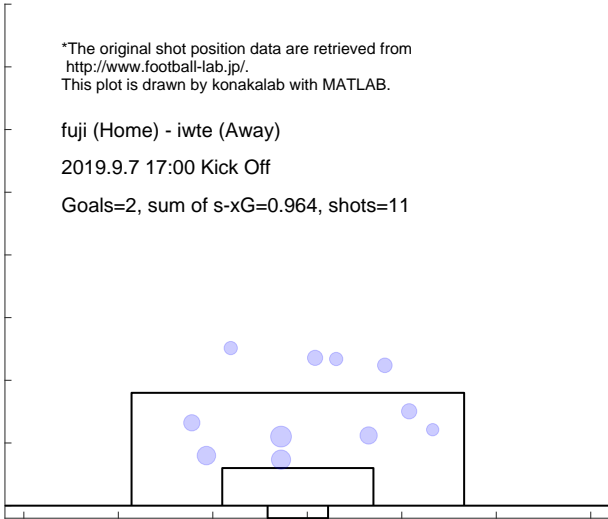 *The original shot position data are retrieved from
http://www.football-lab.jp/.
This plot is drawn by konakalab with MATLAB.
fuji (Home) - iwte (Away)
2019.9.7 17:00 Kick Off
Goals=2, sum of s-xG=0.964, shots=11